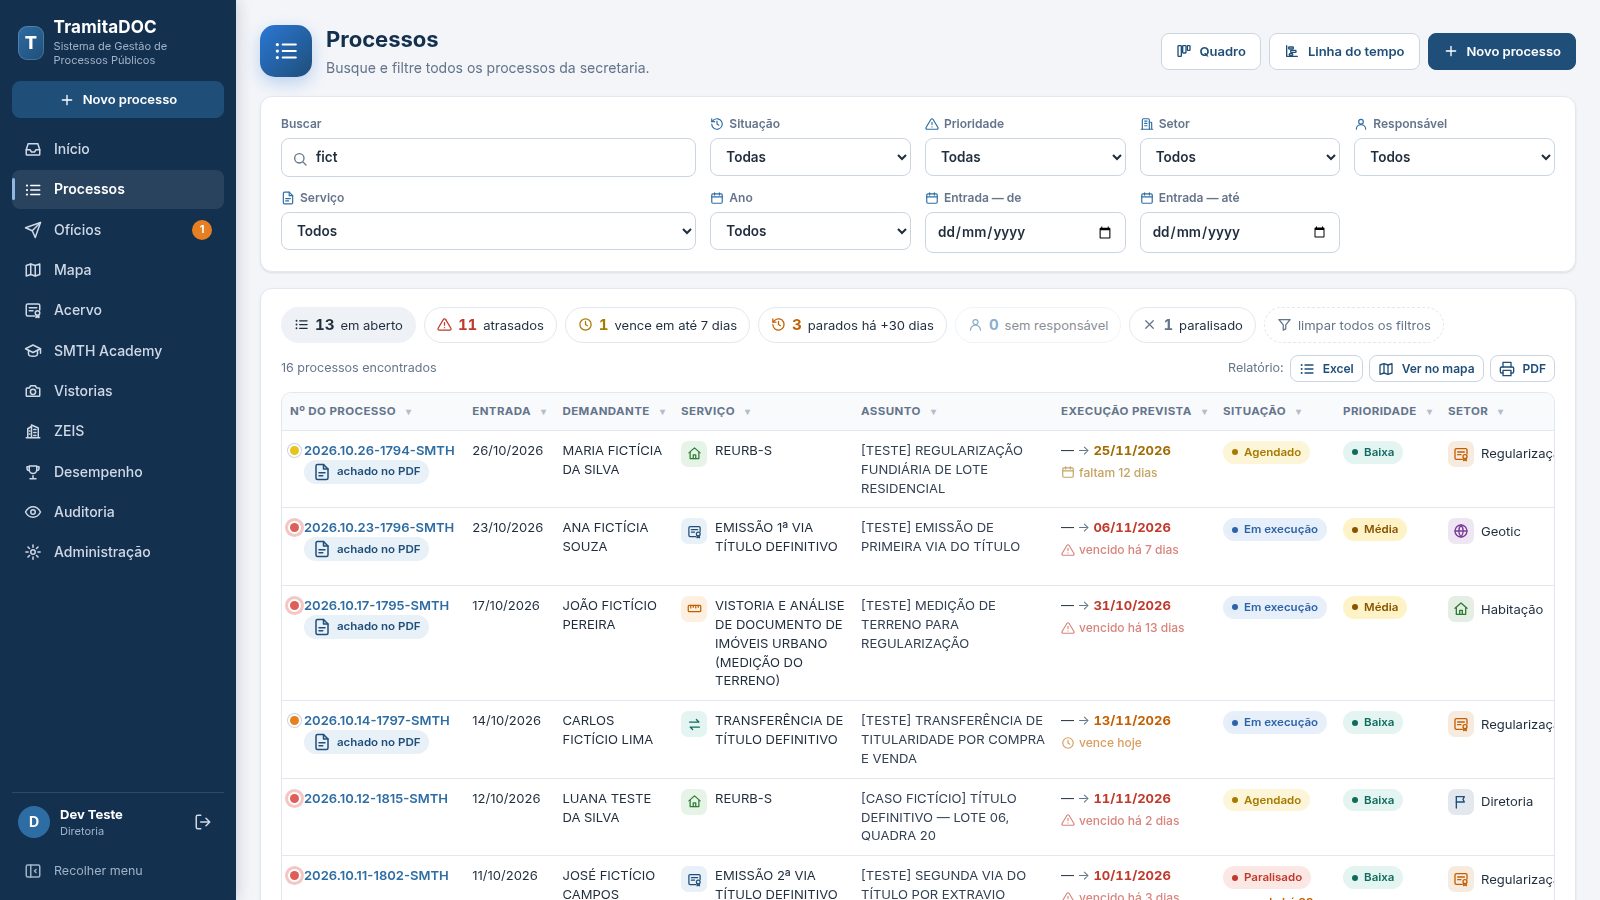 T
TramitaDOC
Sistema de Gestão de
Processos Públicos
Novo processo
Início
Processos
Ofícios 1
Mapa
Acervo
SMTH Academy
Vistorias
ZEIS
Desempenho
Auditoria
Administração
D Dev Teste
Diretoria
Recolher menu
Processos
Busque e filtre todos os processos da secretaria.
Quadro Linha do tempo Novo processo
Buscar Situação Prioridade Setor Responsável
fict Todas Todas Todos Todos
Serviço Ano Entrada — de Entrada — até
Todos Todos dd/mm/yyyy dd/mm/yyyy
13 em aberto 11 atrasados 1 vence em até 7 dias 3 parados há +30 dias 0 sem responsável 1 paralisado limpar todos os filtros
16 processos encontrados Relatório: Excel Ver no mapa PDF
Nº DO PROCESSO ENTRADA DEMANDANTE SERVIÇO ASSUNTO EXECUÇÃO PREVISTA SITUAÇÃO PRIORIDADE SETOR
2026.10.26-1794-SMTH 26/10/2026 MARIA FICTÍCIA REURB-S [TESTE] REGULARIZAÇÃO — → 25/11/2026 Agendado Baixa Regularizaç
achado no PDF DA SILVA FUNDIÁRIA DE LOTE faltam 12 dias
RESIDENCIAL
2026.10.23-1796-SMTH 23/10/2026 ANA FICTÍCIA EMISSÃO 1ª VIA [TESTE] EMISSÃO DE — → 06/11/2026 Em execução Média Geotic
achado no PDF SOUZA TÍTULO DEFINITIVO PRIMEIRA VIA DO TÍTULO vencido há 7 dias
2026.10.17-1795-SMTH 17/10/2026 JOÃO FICTÍCIO VISTORIA E ANÁLISE [TESTE] MEDIÇÃO DE — → 31/10/2026 Em execução Média Habitação
achado no PDF PEREIRA DE DOCUMENTO DE TERRENO PARA vencido há 13 dias
IMÓVEIS URBANO REGULARIZAÇÃO
(MEDIÇÃO DO
TERRENO)
2026.10.14-1797-SMTH 14/10/2026 CARLOS TRANSFERÊNCIA DE [TESTE] TRANSFERÊNCIA DE — → 13/11/2026 Em execução Baixa Regularizaç
achado no PDF FICTÍCIO LIMA TÍTULO DEFINITIVO TITULARIDADE POR COMPRA vence hoje
E VENDA
2026.10.12-1815-SMTH 12/10/2026 LUANA TESTE REURB-S [CASO FICTÍCIO] TÍTULO — → 11/11/2026 Agendado Baixa Diretoria
DA SILVA DEFINITIVO — LOTE 06, vencido há 2 dias
QUADRA 20
2026.10.11-1802-SMTH 11/10/2026 JOSÉ FICTÍCIO EMISSÃO 2ª VIA [TESTE] SEGUNDA VIA DO — → 10/11/2026 Paralisado Baixa Regularizaç
CAMPOS TÍTULO DEFINITIVO TÍTULO POR EXTRAVIO vencido há 3 dias